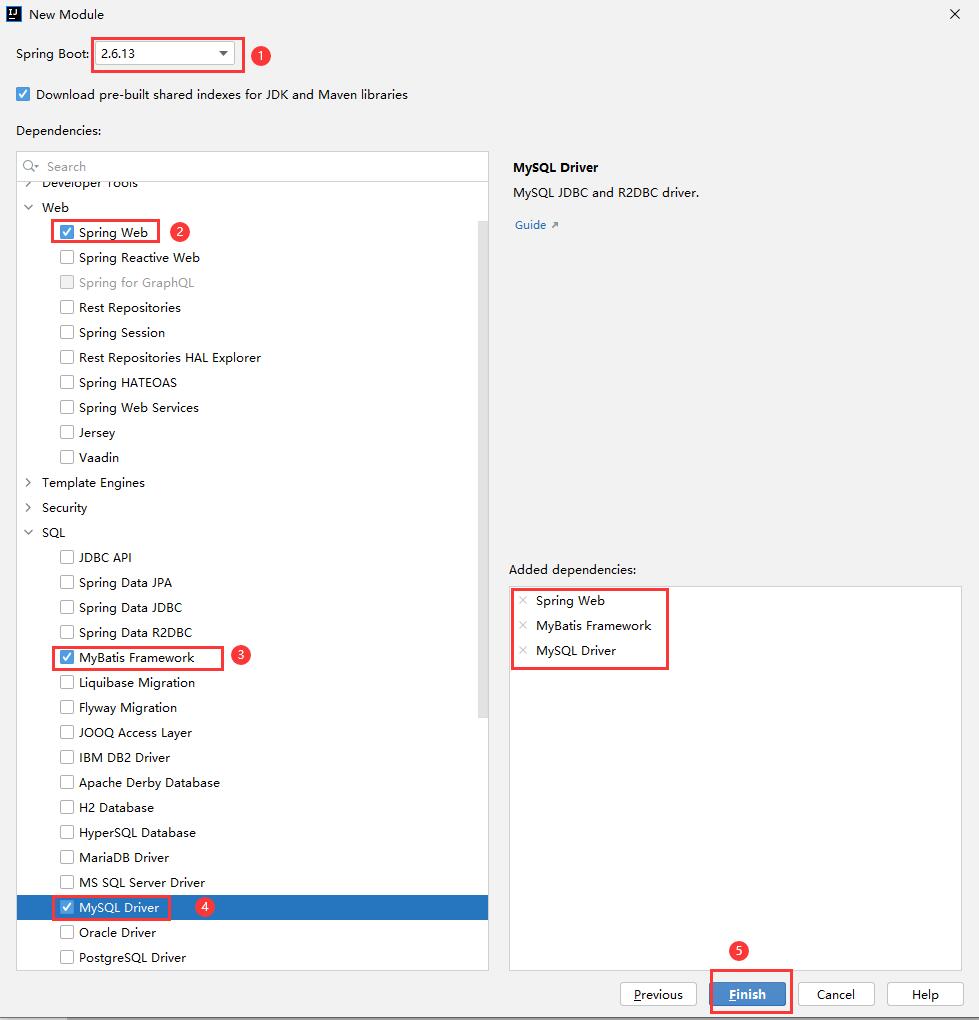 New Module
Spring Boot: 2.6.13 1
Download pre-built shared indexes for JDK and Maven libraries
Dependencies:
Search
Developer Tools
Web
Spring Web 2
Spring Reactive Web
Spring for GraphQL
Rest Repositories
Spring Session
Rest Repositories HAL Explorer
Spring HATEOAS
Spring Web Services
Jersey
Vaadin
Template Engines
Security
SQL
JDBC API
Spring Data JPA
Spring Data JDBC
Spring Data R2DBC
MyBatis Framework 3
Liquibase Migration
Flyway Migration
JOOQ Access Layer
IBM DB2 Driver
Apache Derby Database
H2 Database
HyperSQL Database
MariaDB Driver
MS SQL Server Driver
MySQL Driver 4
Oracle Driver
PostgreSQL Driver
MySQL Driver
MySQL JDBC and R2DBC driver.
Guide
Added dependencies:
Spring Web
MyBatis Framework
MySQL Driver
5
Previous Finish Cancel Help